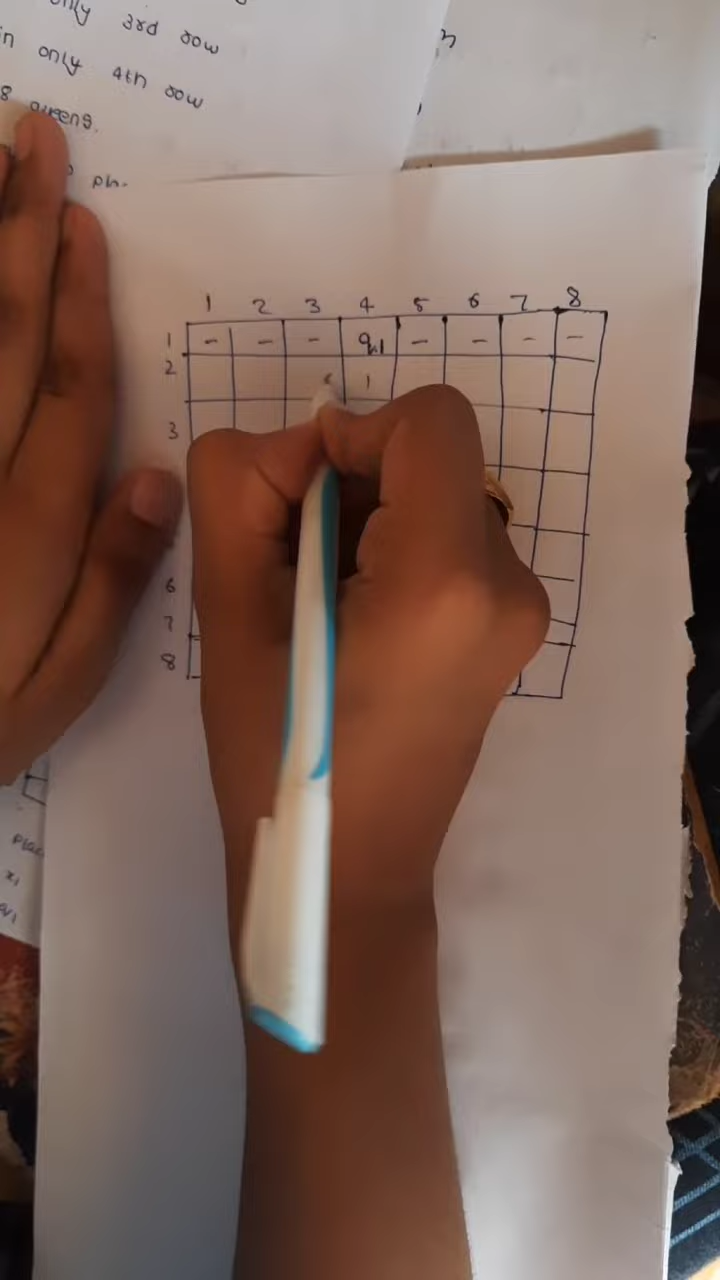 only 3rd row
in only 4th row
8 queens.
1 2 3 4 5 6 7 8
1 - - - q1 - - - -
2
1
3
6
7
8